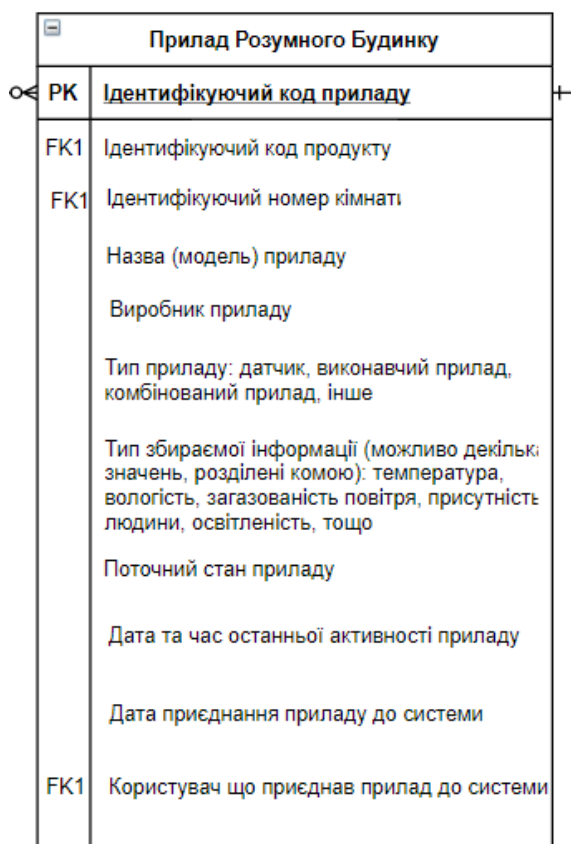 Прилад Розумного Будинку
PK Ідентифікуючий код приладу
FK1 Ідентифікуючий код продукту
FK1 Ідентифікуючий номер кімнати
Назва (модель) приладу
Виробник приладу
Тип приладу: датчик, виконавчий прилад,
комбінований прилад, інше
Тип збираємої інформації (можливо декілька
значень, розділені комою): температура,
вологість, загазованість повітря, присутність
людини, освітленість, тощо
Поточний стан приладу
Дата та час останньої активності приладу
Дата приєднання приладу до системи
FK1 Користувач що приєднав прилад до системи